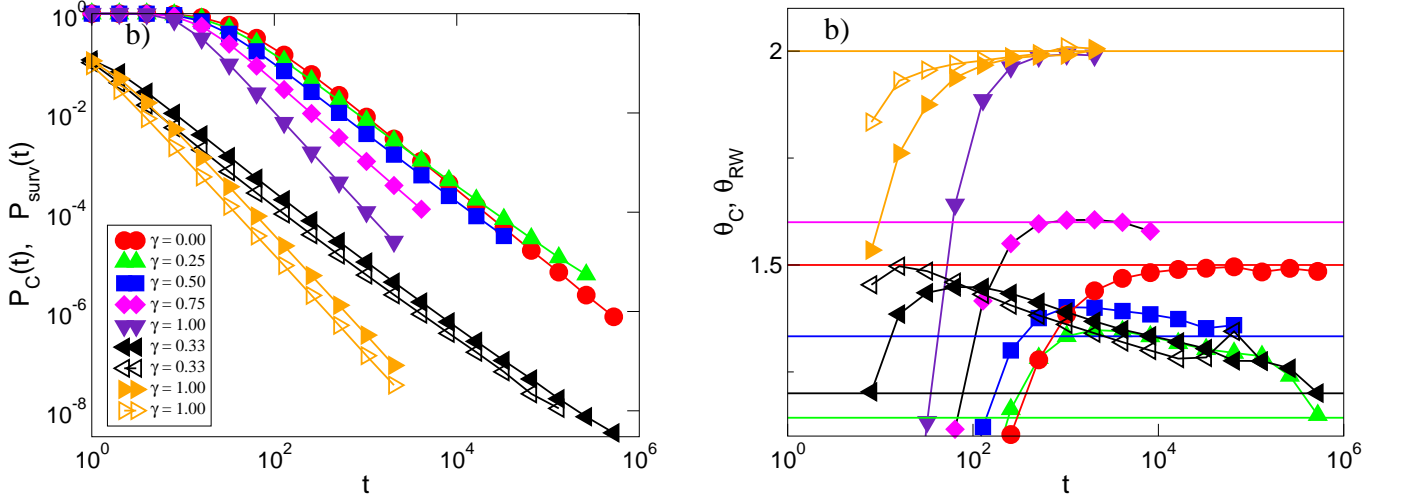 10^0
b)
10^-2
10^-4
10^-6
10^-8
P_C(t), P_surv(t)
γ = 0.00
γ = 0.25
γ = 0.50
γ = 0.75
γ = 1.00
γ = 0.33
γ = 0.33
γ = 1.00
γ = 1.00
10^0 10^2 10^4 10^6
t
b)
2
1.5
θ_C, θ_RW
10^0 10^2 10^4 10^6
t